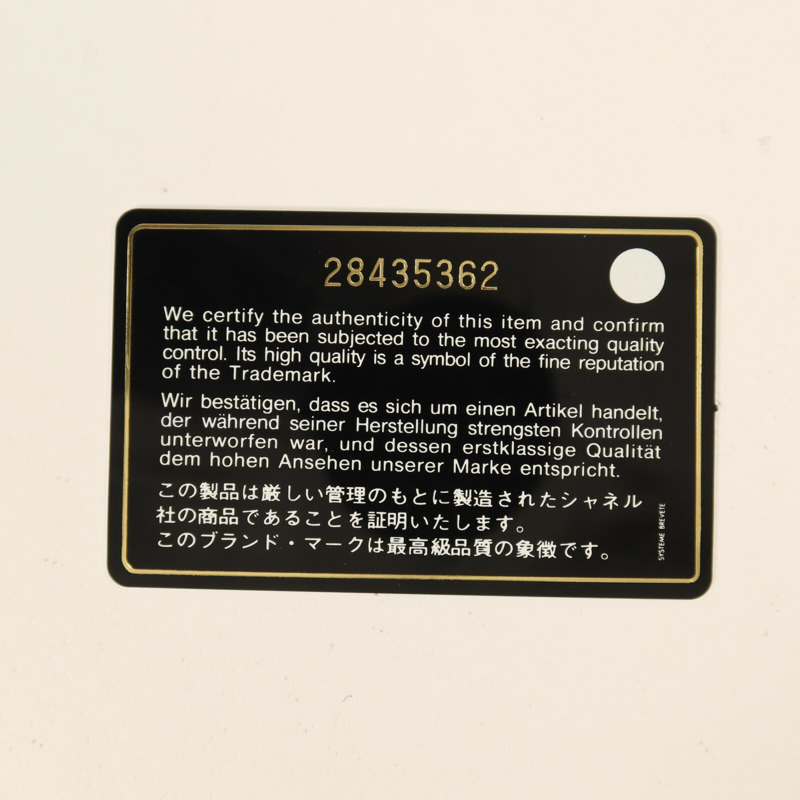 28435362
We certify the authenticity of this item and confirm
that it has been subjected to the most exacting quality
control. Its high quality is a symbol of the fine reputation
of the Trademark.
Wir bestätigen, dass es sich um einen Artikel handelt,
der während seiner Herstellung strengsten Kontrollen
unterworfen war, und dessen erstklassige Qualität
dem hohen Ansehen unserer Marke entspricht.
この製品は厳しい管理のもとに製造されたシャネル
社の商品であることを証明いたします。
このブランド・マークは最高級品質の象徴です。
SYSTEME BREVETE